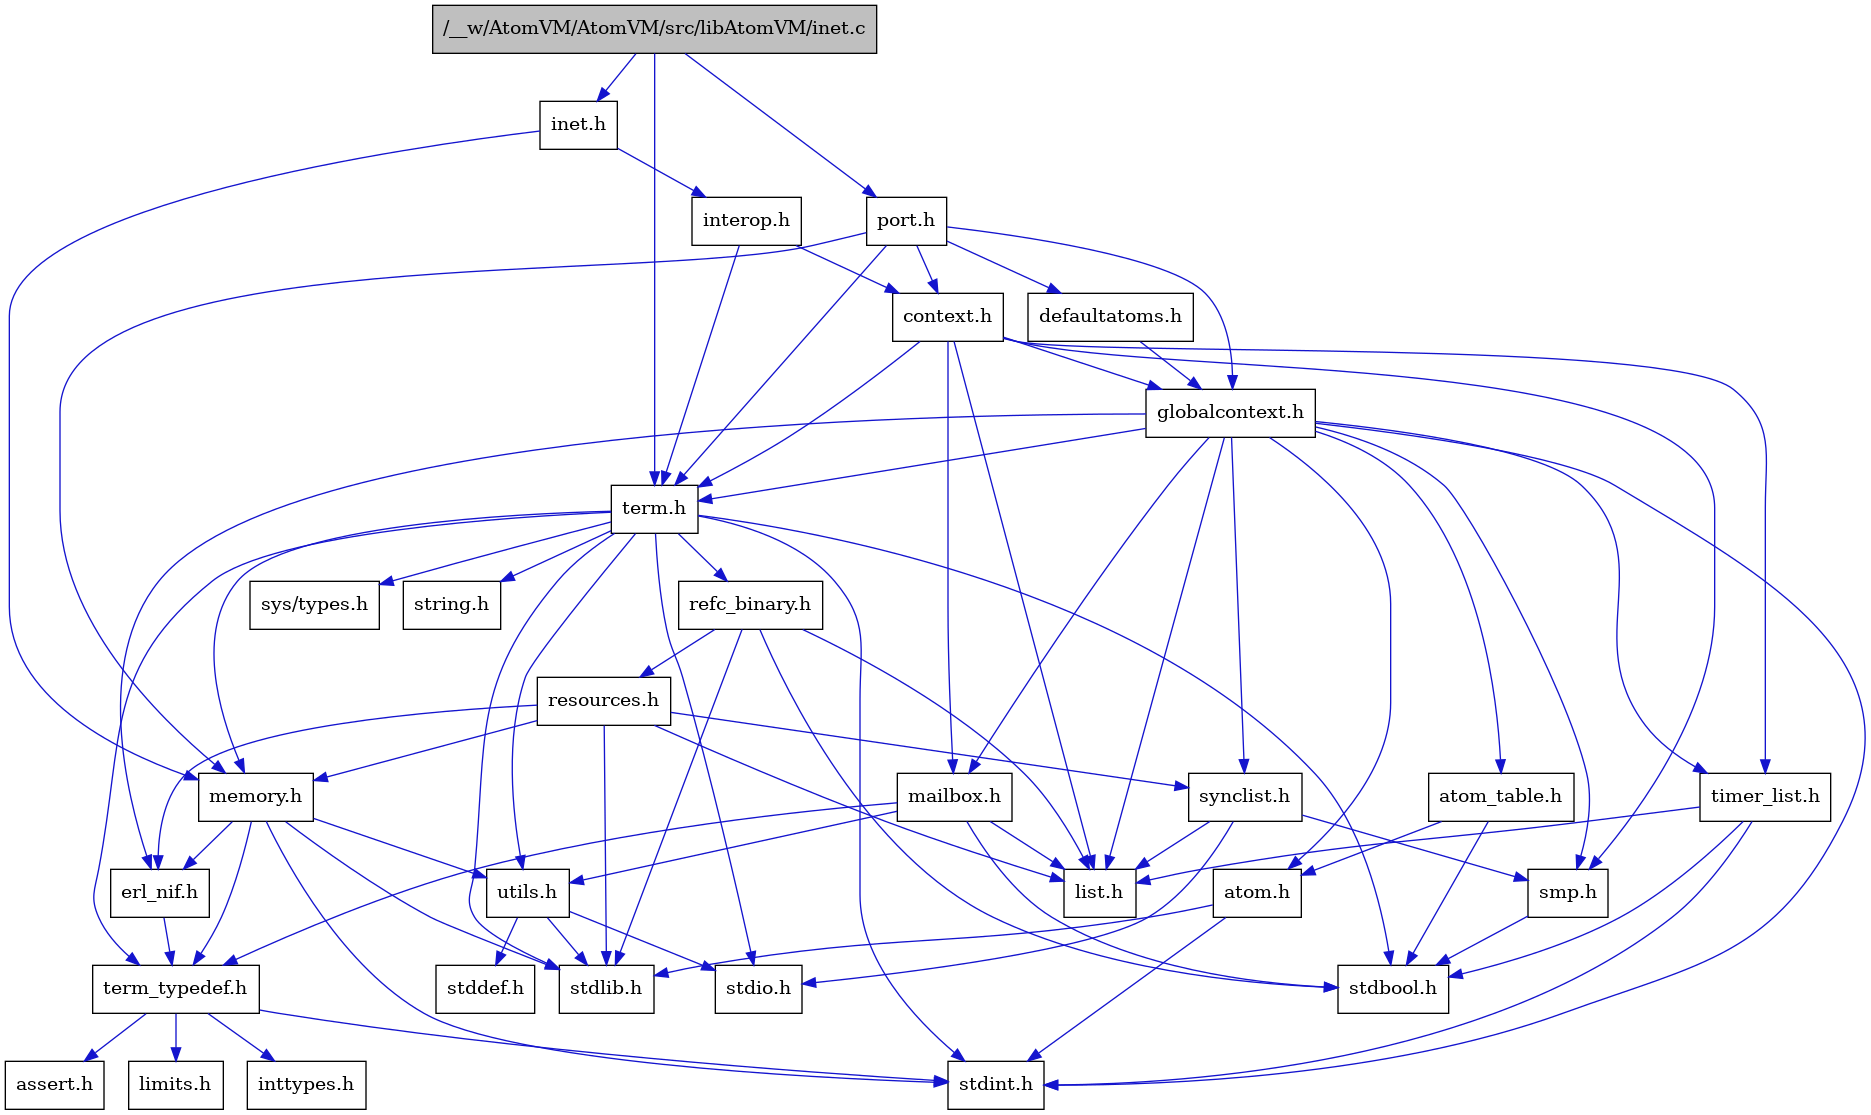 /__w/AtomVM/AtomVM/src/libAtomVM/inet.c
inet.h
interop.h
port.h
context.h
defaultatoms.h
globalcontext.h
term.h
sys/types.h
string.h
refc_binary.h
resources.h
memory.h
mailbox.h
synclist.h
atom_table.h
timer_list.h
erl_nif.h
utils.h
list.h
atom.h
smp.h
term_typedef.h
stddef.h
stdlib.h
stdio.h
stdbool.h
assert.h
limits.h
inttypes.h
stdint.h